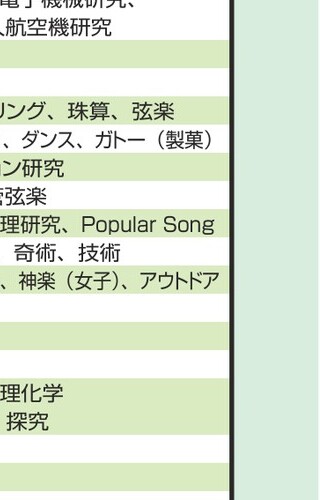 電子機械研究、
人航空機研究
リング、珠算、弦楽
、ダンス、ガトー（製菓）
ン研究
管弦楽
理研究、Popular Song
、奇術、技術
、神楽（女子）、アウトドア
理化学
探究